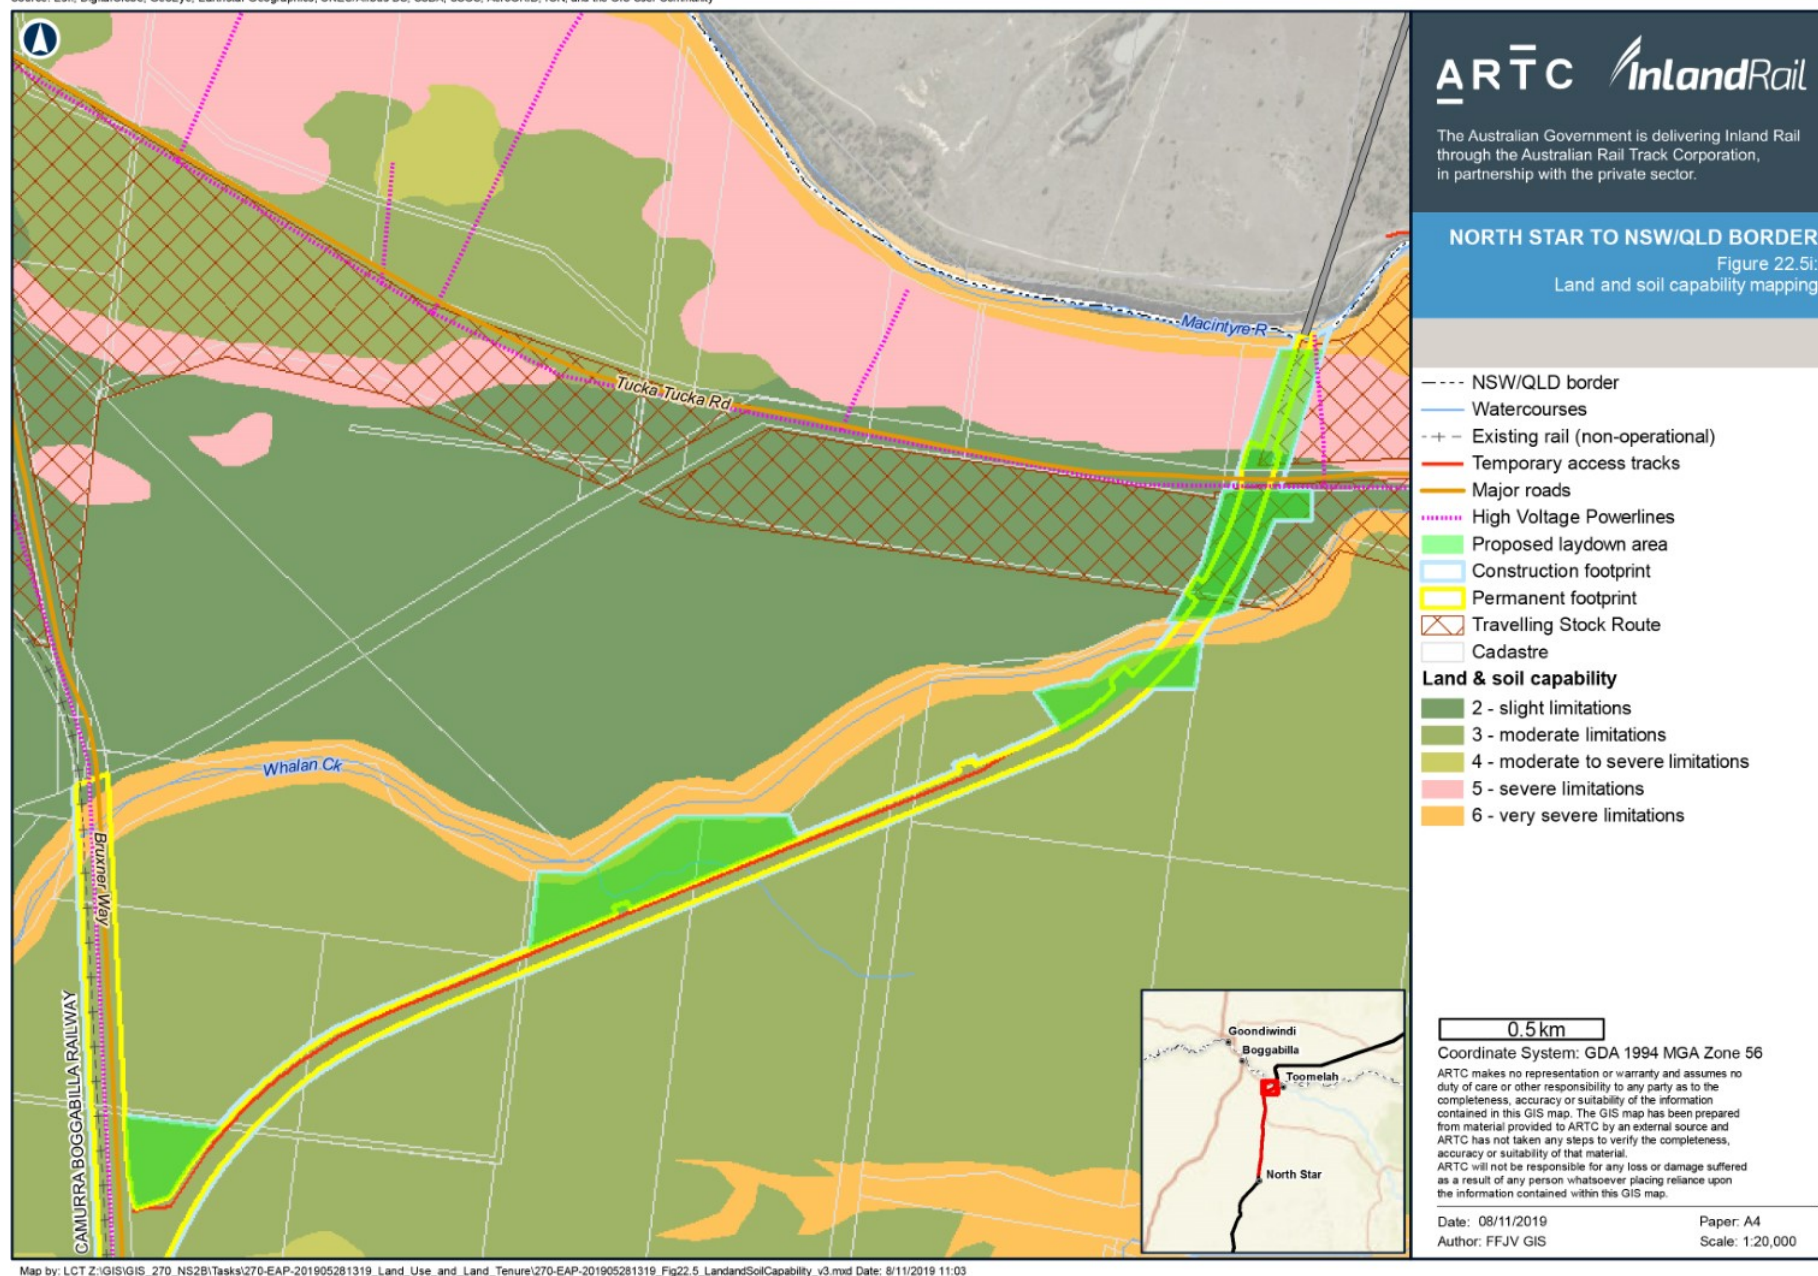 ARTC InlandRail
The Australian Government is delivering Inland Rail
through the Australian Rail Track Corporation,
in partnership with the private sector.
NORTH STAR TO NSW/QLD BORDER
Figure 22.5i:
Land and soil capability mapping
NSW/QLD border
Watercourses
Existing rail (non-operational)
Temporary access tracks
Major roads
High Voltage Powerlines
Proposed laydown area
Construction footprint
Permanent footprint
Travelling Stock Route
Cadastre
Land & soil capability
2 - slight limitations
3 - moderate limitations
4 - moderate to severe limitations
5 - severe limitations
6 - very severe limitations
0.5km
Coordinate System: GDA 1994 MGA Zone 56
ARTC makes no representation or warranty and assumes no
duty of care or other responsibility to any party as to the
completeness, accuracy or suitability of the information
contained in this GIS map. The GIS map has been prepared
from material provided to ARTC by an external source and
ARTC has not taken any steps to verify the completeness,
accuracy or suitability of that material.
ARTC will not be responsible for any loss or damage suffered
as a result of any person whatsoever placing reliance upon
the information contained within this GIS map.
Date: 08/11/2019 Paper: A4
Author: FFJV GIS Scale: 1:20,000
Macintyre R
Tucka Tucka Rd
Whalan Ck
Bruxner Way
CAMURRA BOGGABILLA RAILWAY
Goondiwindi
Boggabilla
Toomelah
North Star
Map by: LCT Z:\GIS\GIS_270_NS2B\Tasks\270-EAP-201905281319_Land_Use_and_Land_Tenure\270-EAP-201905281319_Fig22.5_LandandSoilCapability_v3.mxd Date: 8/11/2019 11:03